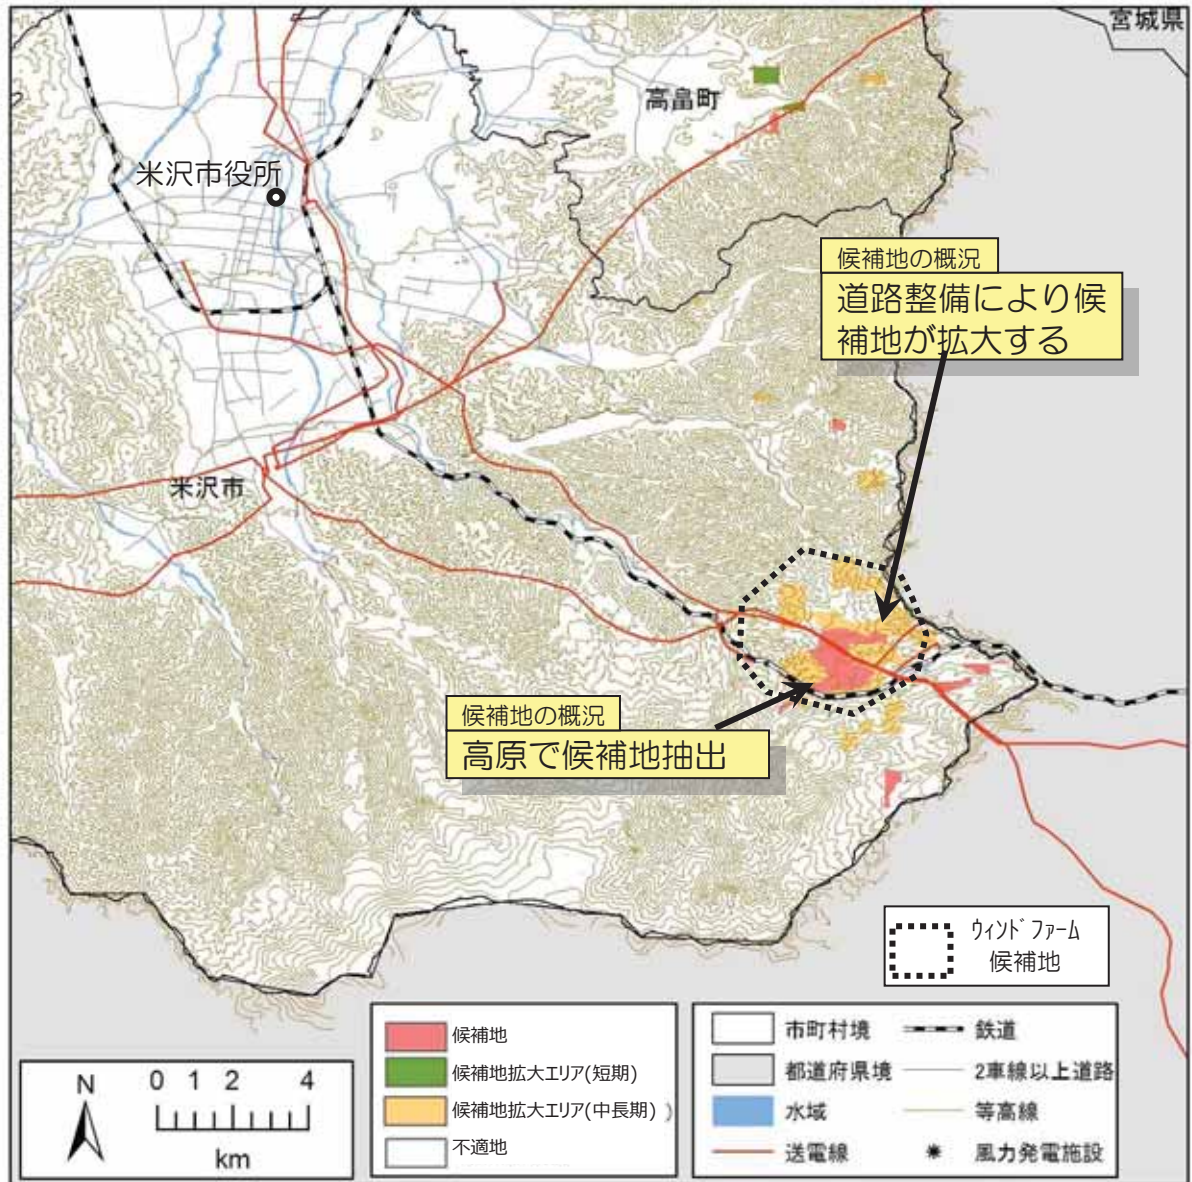 宮城県
高畠町
米沢市役所
候補地の概況
道路整備により候
補地が拡大する
米沢市
候補地の概況
高原で候補地抽出
ウィンドファーム
候補地
候補地
候補地拡大エリア(短期)
候補地拡大エリア(中長期) )
不適地
市町村境
都道府県境
水域
送電線
鉄道
2車線以上道路
等高線
風力発電施設
N
0 1 2 4
km